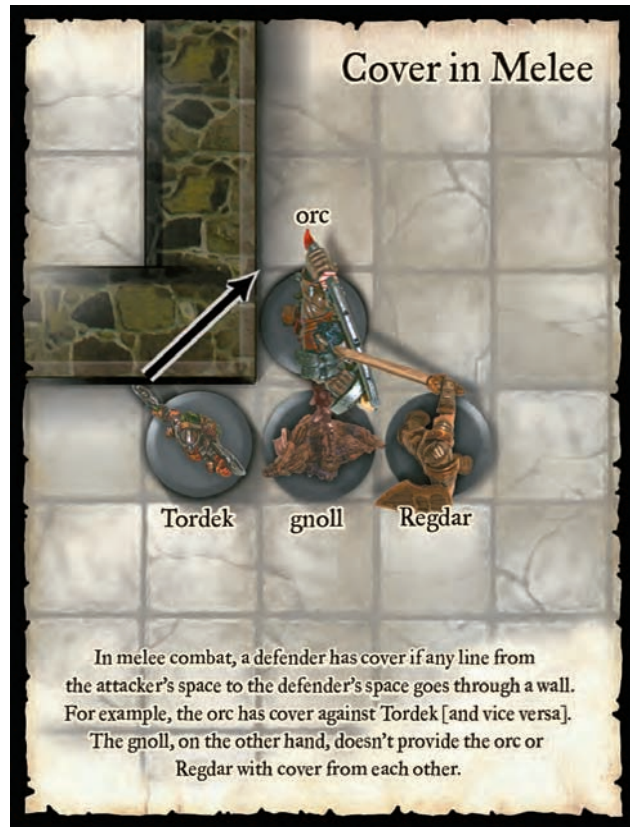 Cover in Melee
orc
Tordek
gnoll
Regdar
In melee combat, a defender has cover if any line from
the attacker's space to the defender's space goes through a wall.
For example, the orc has cover against Tordek [and vice versa].
The gnoll, on the other hand, doesn't provide the orc or
Regdar with cover from each other.